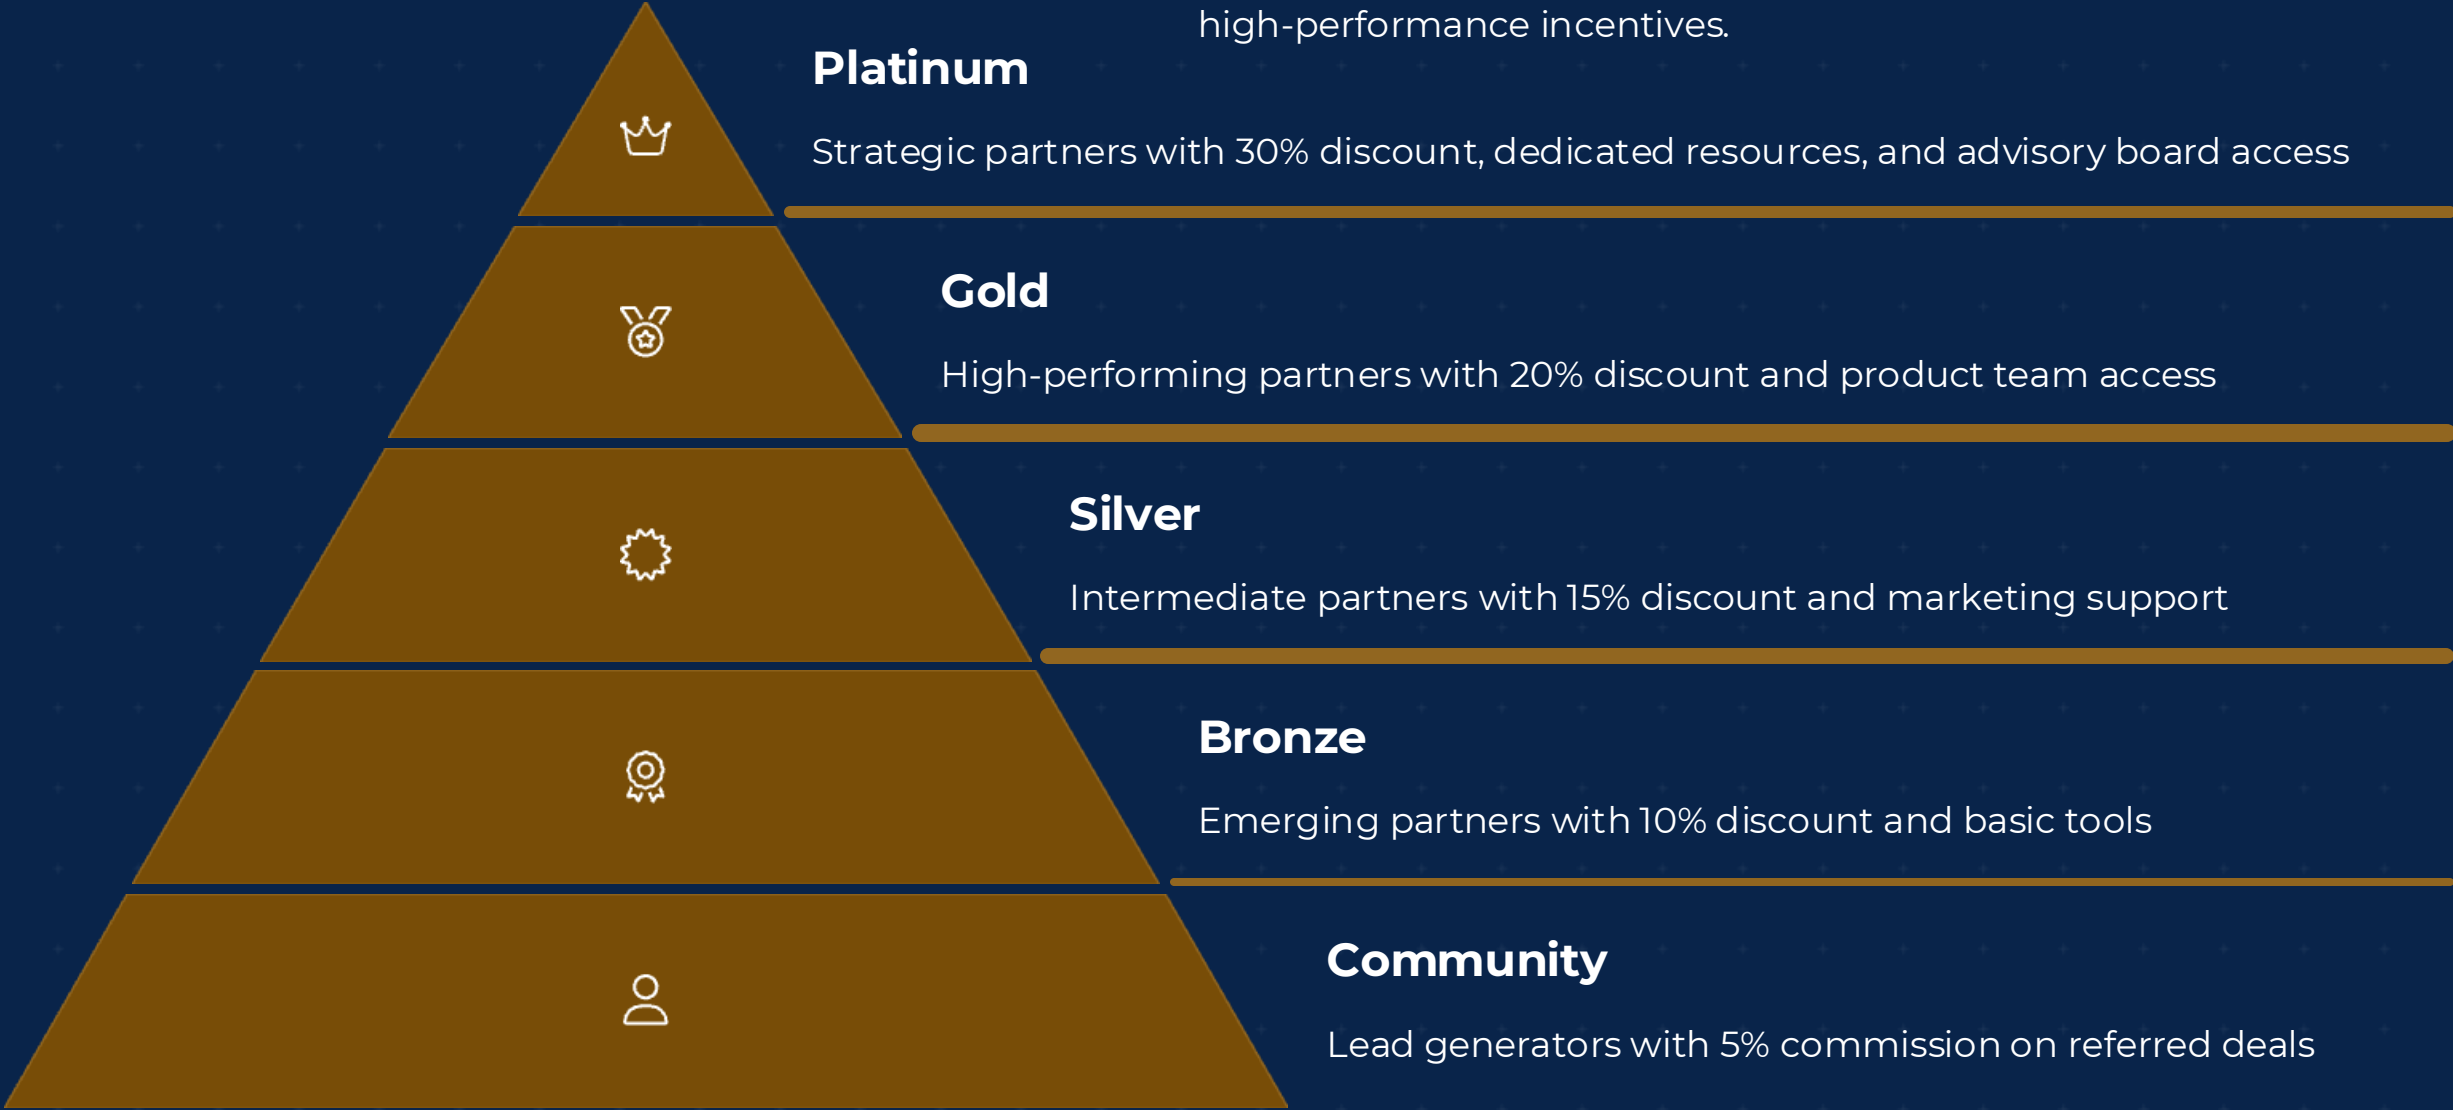 high-performance incentives.
Platinum
Strategic partners with 30% discount, dedicated resources, and advisory board access
Gold
High-performing partners with 20% discount and product team access
Silver
Intermediate partners with 15% discount and marketing support
Bronze
Emerging partners with 10% discount and basic tools
Community
Lead generators with 5% commission on referred deals